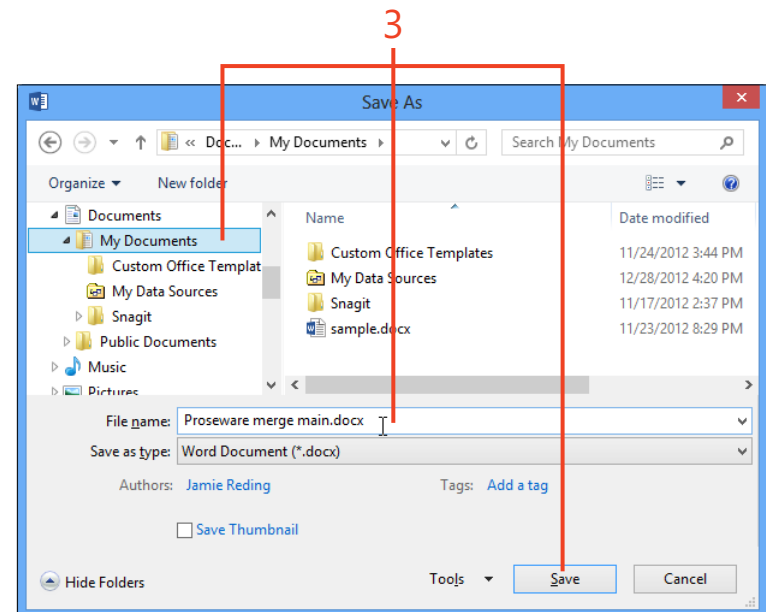 3
Save As
« Doc... My Documents Search My Documents
Organize New folder
Documents
My Documents
Custom Office Templat
My Data Sources
Snagit
Public Documents
Music
Pictures
Name Date modified
Custom Office Templates 11/24/2012 3:44 PM
My Data Sources 12/28/2012 4:20 PM
Snagit 11/17/2012 2:37 PM
sample.docx 11/23/2012 8:29 PM
File name: Proseware merge main.docx
Save as type: Word Document (*.docx)
Authors: Jamie Reding Tags: Add a tag
Save Thumbnail
Hide Folders Tools Save Cancel